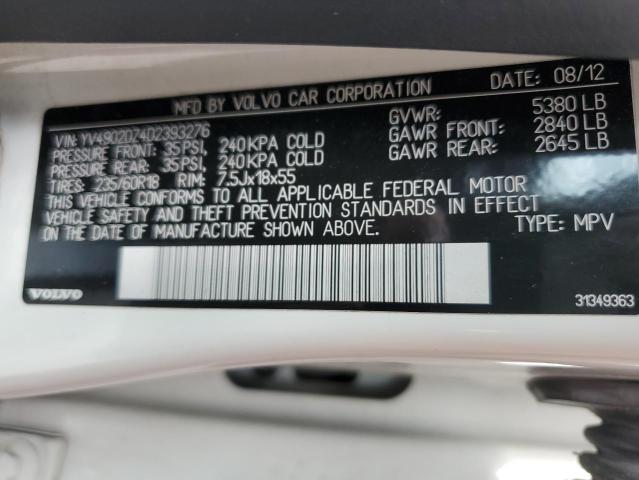 MFD BY VOLVO CAR CORPORATION DATE: 08/12
VIN: YV4902DZ4D2393276 GVWR: 5380 LB
PRESSURE FRONT: 35 PSI, 240 KPA COLD GAWR FRONT: 2840 LB
PRESSURE REAR: 35 PSI, 240 KPA COLD GAWR REAR: 2645 LB
TIRES: 235/60R18 RIM: 7.5Jx18x55
THIS VEHICLE CONFORMS TO ALL APPLICABLE FEDERAL MOTOR
VEHICLE SAFETY AND THEFT PREVENTION STANDARDS IN EFFECT
ON THE DATE OF MANUFACTURE SHOWN ABOVE. TYPE: MPV
VOLVO 31349363